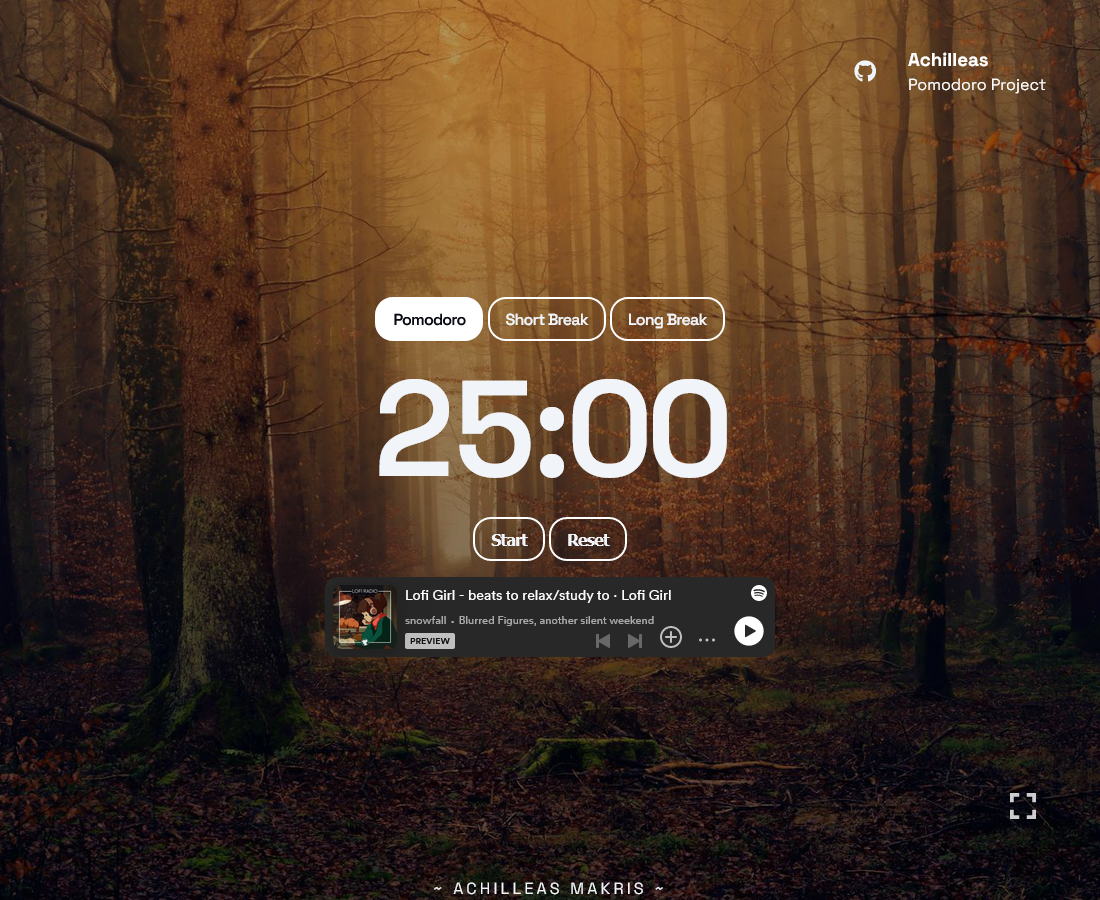 Achilleas
Pomodoro Project
Pomodoro Short Break Long Break
25:00
Start Reset
LOFI RADIO
Lofi Girl - beats to relax/study to · Lofi Girl
snowfall • Blurred Figures, another silent weekend
PREVIEW
~ ACHILLEAS MAKRIS ~